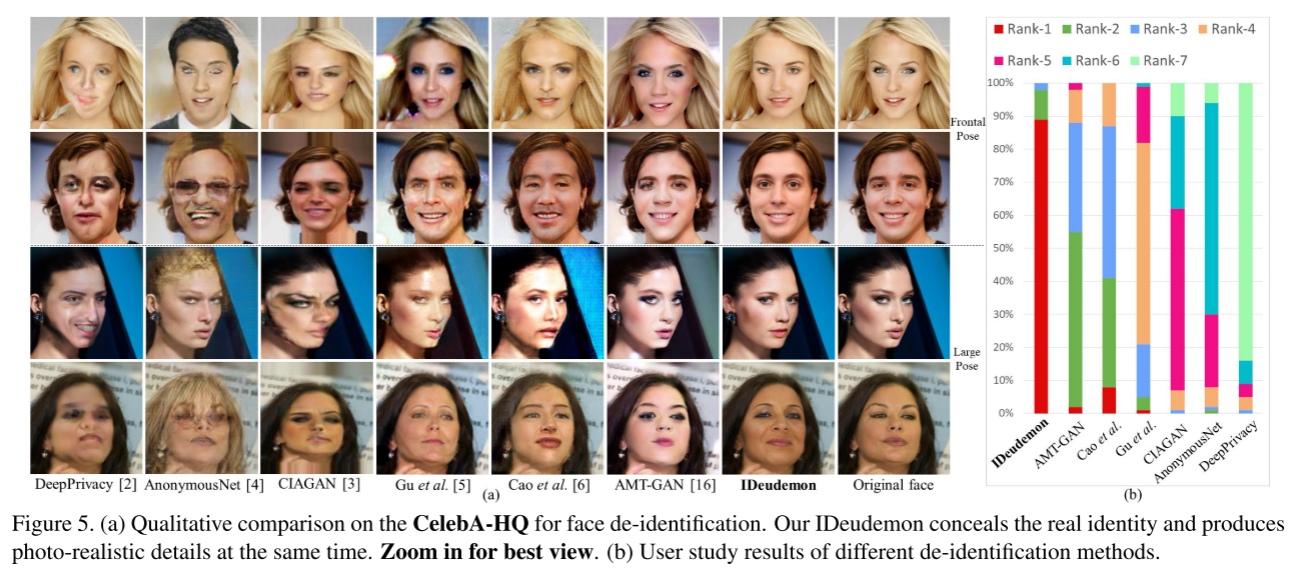 Frontal
Pose
Large
Pose
DeepPrivacy [2] AnonymousNet [4] CIAGAN [3] Gu et al. [5] Cao et al. [6] AMT-GAN [16] IDeudemon Original face
(a)
Rank-1 Rank-2 Rank-3 Rank-4
Rank-5 Rank-6 Rank-7
100%
90%
80%
70%
60%
50%
40%
30%
20%
10%
0%
IDeudemon
AMT-GAN
Cao et al.
Gu et al.
CIAGAN
AnonymousNet
DeepPrivacy
(b)
Figure 5. (a) Qualitative comparison on the CelebA-HQ for face de-identification. Our IDeudemon conceals the real identity and produces
photo-realistic details at the same time. Zoom in for best view. (b) User study results of different de-identification methods.